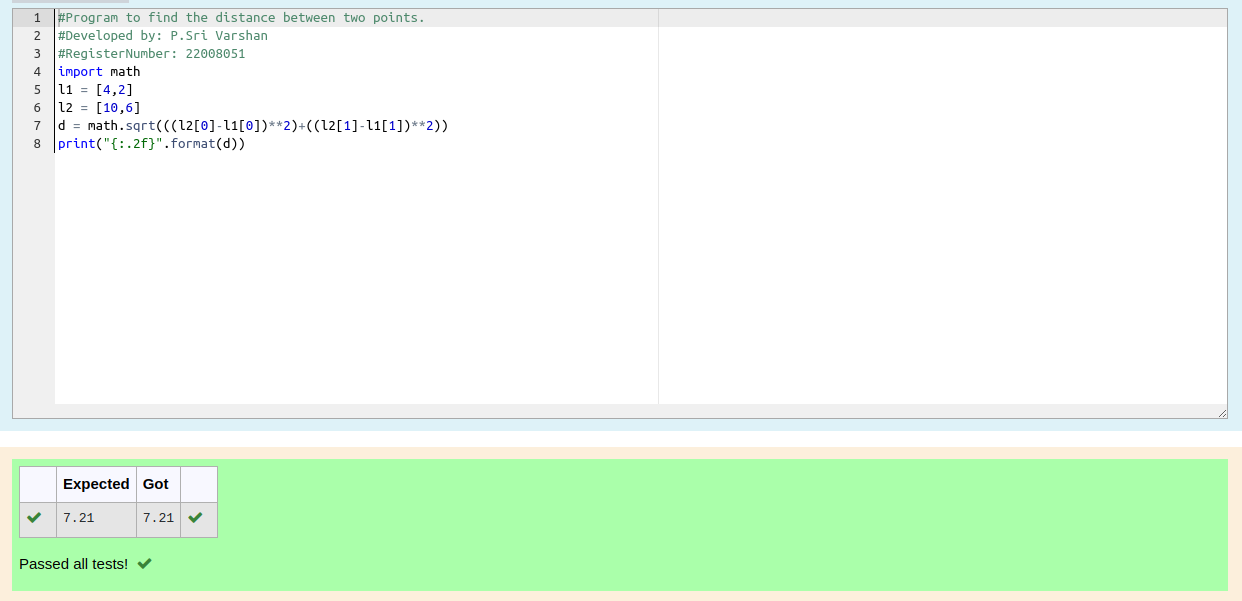 1 #Program to find the distance between two points.
2 #Developed by: P.Sri Varshan
3 #RegisterNumber: 22008051
4 import math
5 l1 = [4,2]
6 l2 = [10,6]
7 d = math.sqrt(((l2[0]-l1[0])**2)+((l2[1]-l1[1])**2))
8 print("{:.2f}".format(d))
Expected Got
7.21 7.21
Passed all tests!